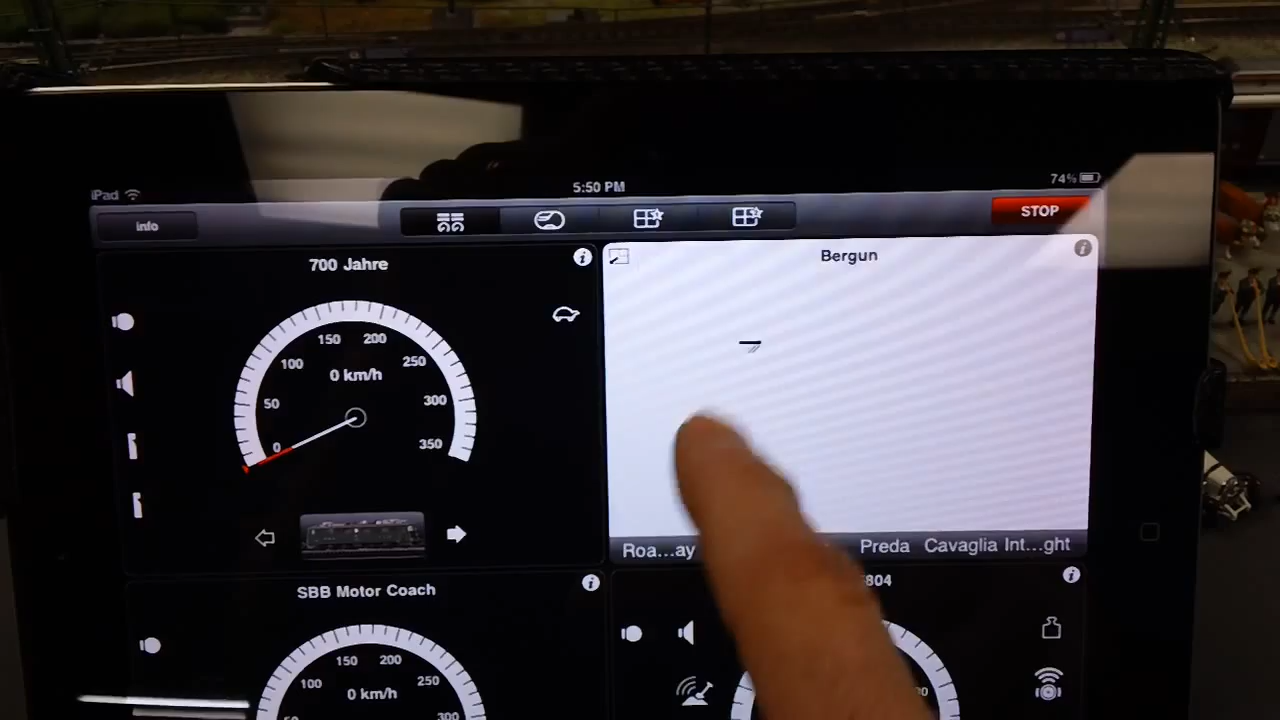 iPad 5:50 PM 74%
info STOP
700 Jahre
150 200
100 250
0 km/h
50 300
0 350
Bergun
Roa...ay Preda Cavaglia Int...ght
SBB Motor Coach
150 200
100 250
0 km/h
300
804